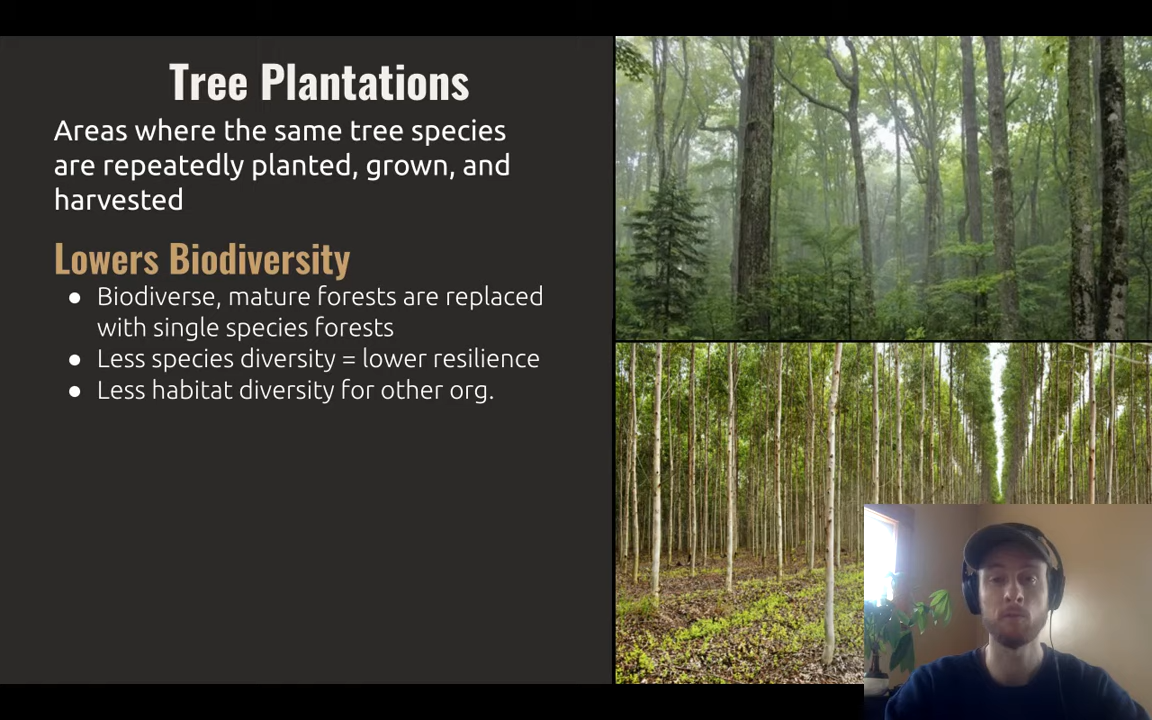 Tree Plantations
Areas where the same tree species
are repeatedly planted, grown, and
harvested
Lowers Biodiversity
● Biodiverse, mature forests are replaced
with single species forests
● Less species diversity = lower resilience
● Less habitat diversity for other org.